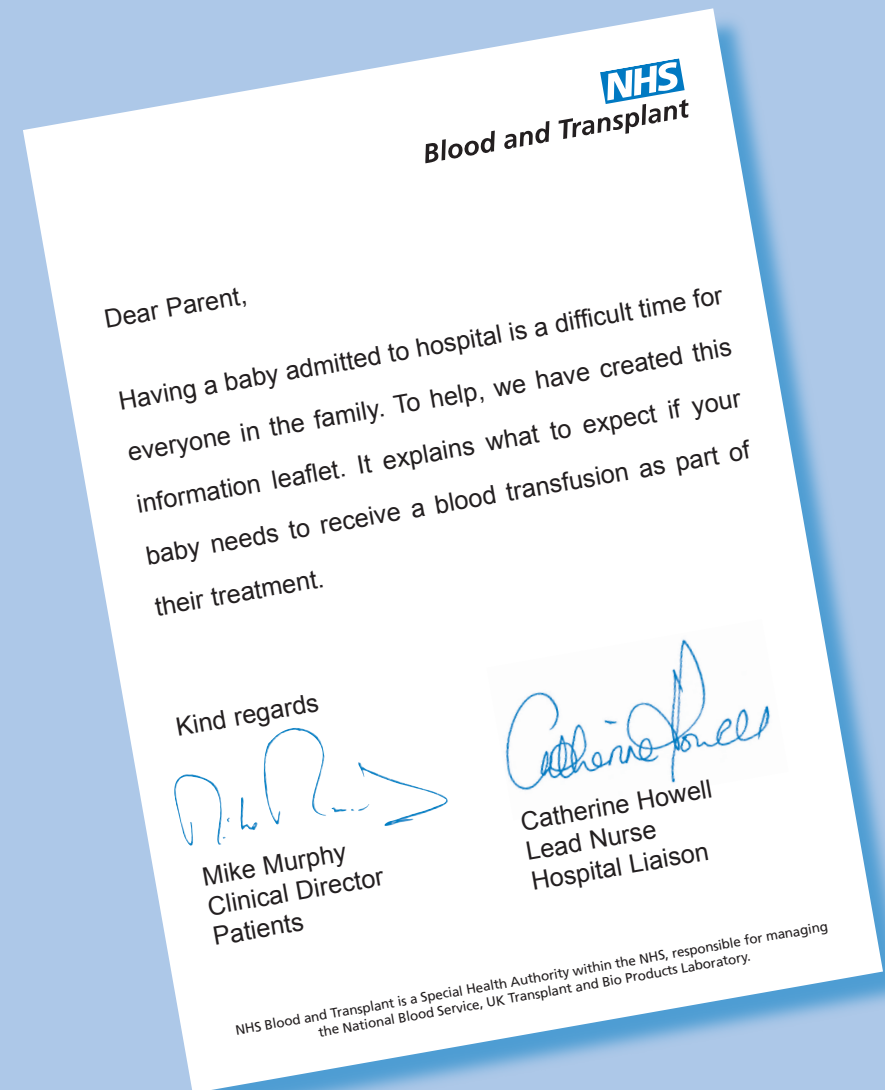 NHS
Blood and Transplant
Dear Parent,
Having a baby admitted to hospital is a difficult time for
everyone in the family. To help, we have created this
information leaflet. It explains what to expect if your
baby needs to receive a blood transfusion as part of
their treatment.
Kind regards
Mike Murphy
Clinical Director
Patients
Catherine Howell
Catherine Howell
Lead Nurse
Hospital Liaison
NHS Blood and Transplant is a Special Health Authority within the NHS, responsible for managing
the National Blood Service, UK Transplant and Bio Products Laboratory.